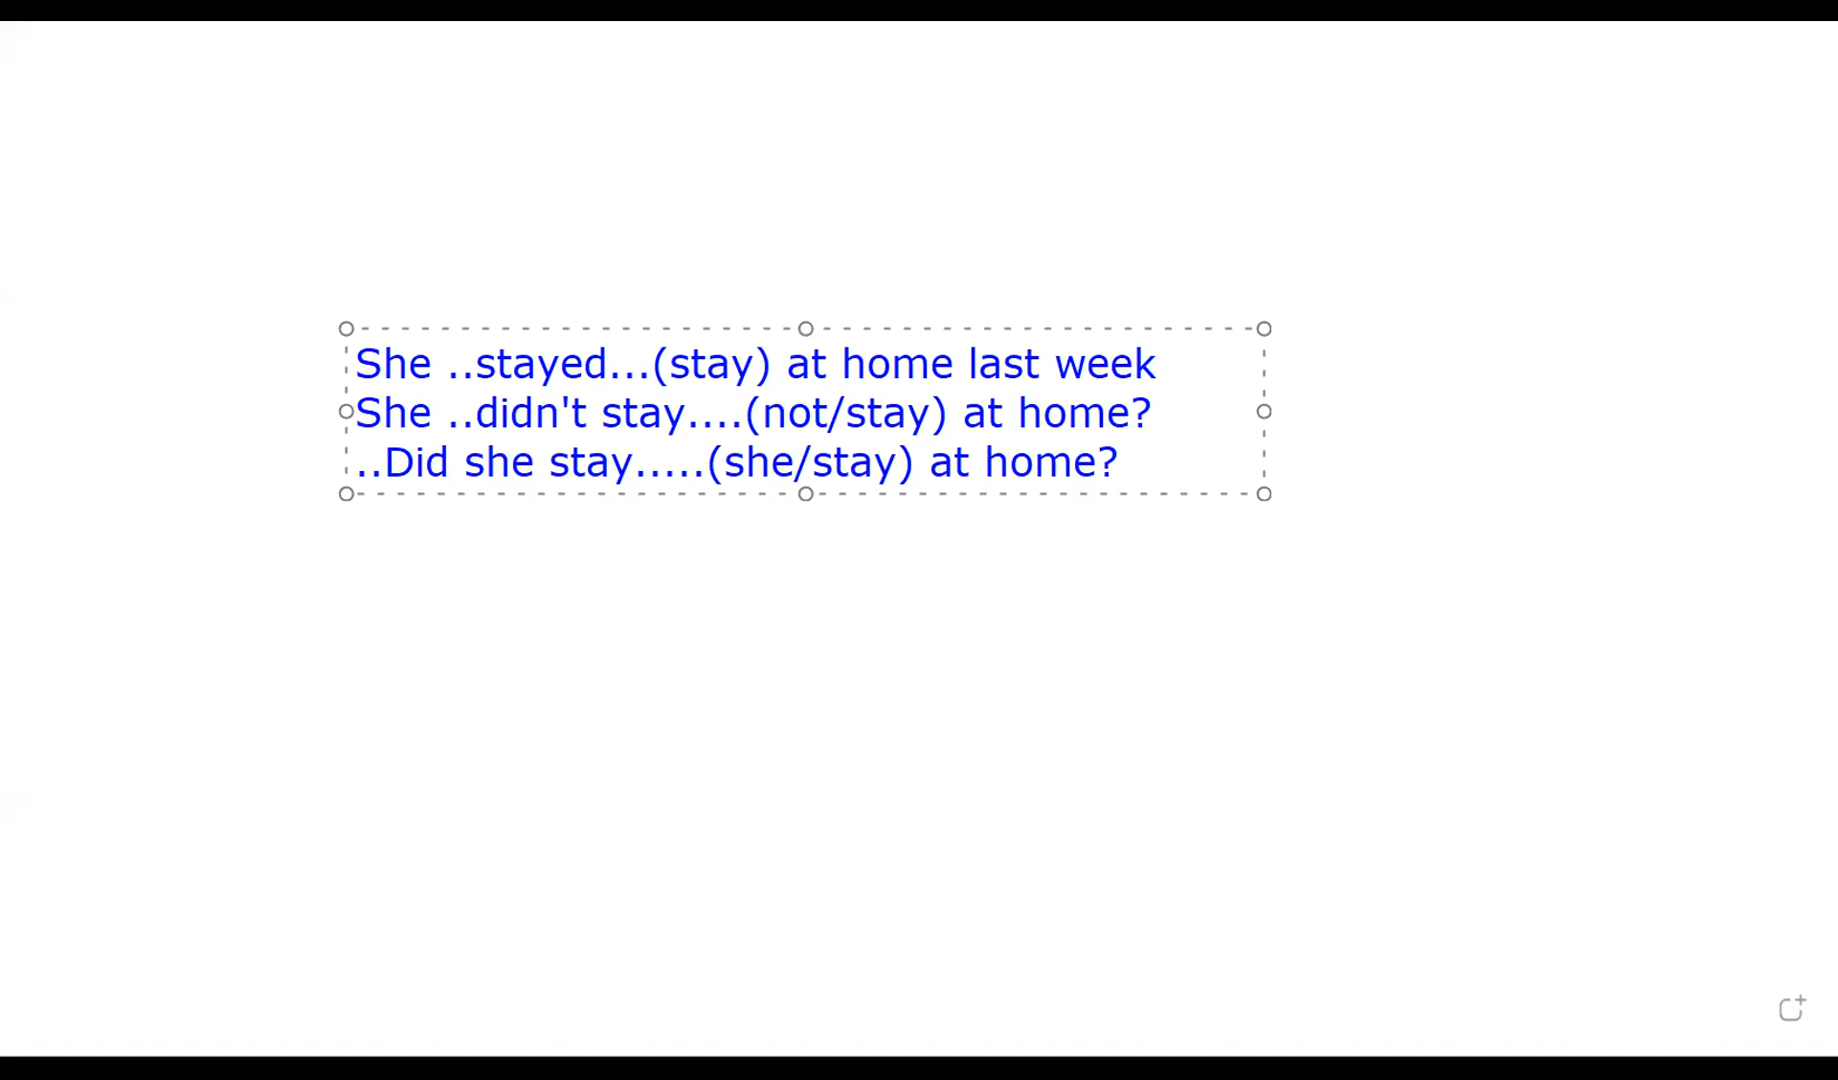 She ..stayed...(stay) at home last week
She ..didn't stay....(not/stay) at home?
..Did she stay.....(she/stay) at home?